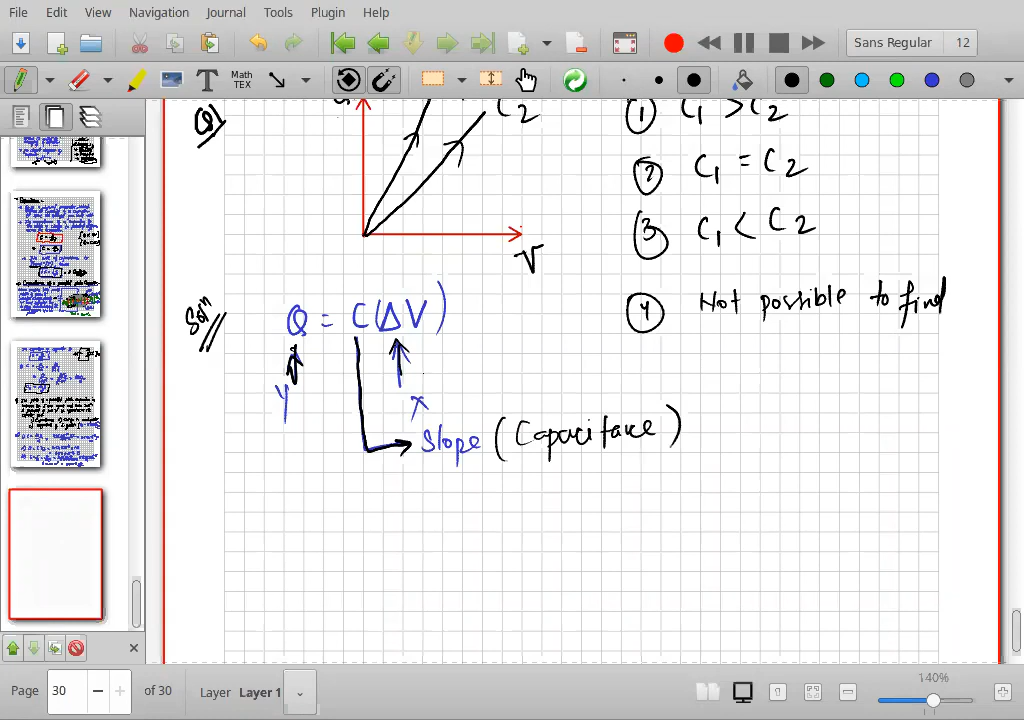 File Edit View Navigation Journal Tools Plugin Help
Sans Regular 12
Math
TEX
Q1
C2
① C1 > C2
② C1 = C2
③ C1 < C2
V
④ Not possible to find
Solⁿ
Q = C(ΔV)
Y
X
Slope (Capacitance)
Page 30 of 30 Layer Layer 1 140%